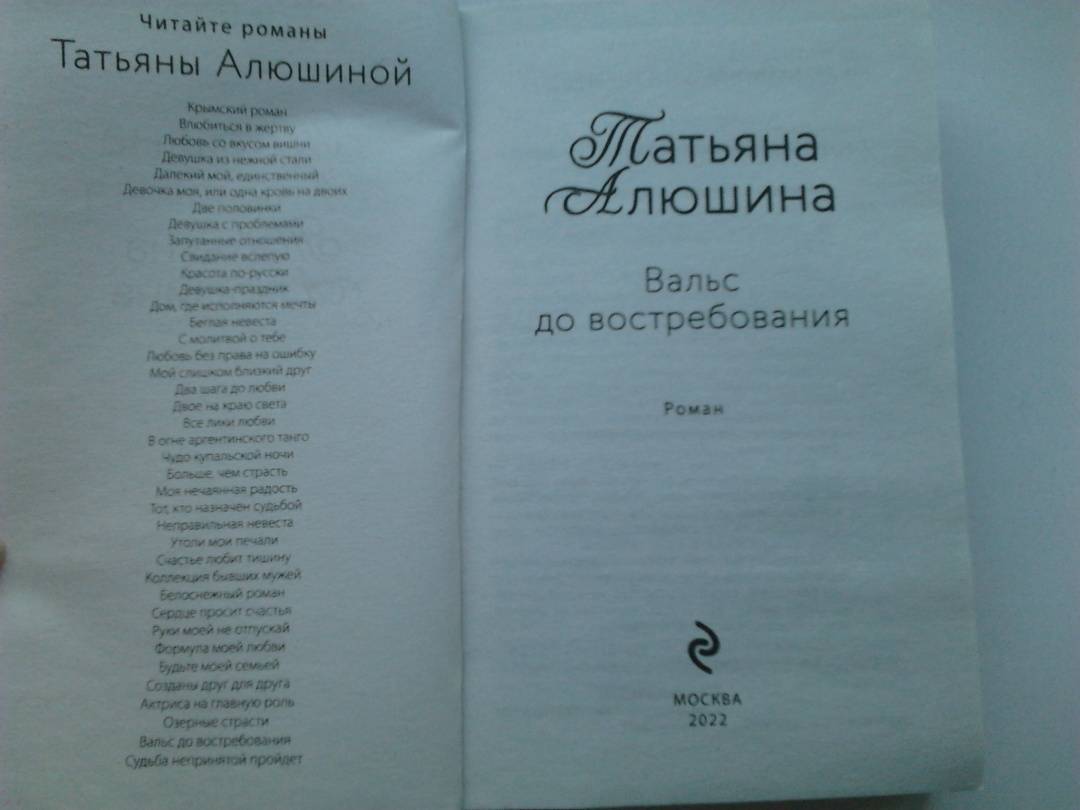 Читайте романы
Татьяны Алюшиной
Крымский роман
Влюбиться в жертву
Любовь со вкусом вишни
Девушка из нежной стали
Далекий мой, единственный
Девочка моя, или одна кровь на двоих
Две половинки
Девушка с проблемами
Запутанные отношения
Свидание вслепую
Красота по-русски
Девушка-праздник
Дом, где исполняются мечты
Беглая невеста
С молитвой о тебе
Любовь без права на ошибку
Мой слишком близкий друг
Два шага до любви
Двое на краю света
Все лики любви
В огне аргентинского танго
Чудо купальской ночи
Больше, чем страсть
Моя нечаянная радость
Тот, кто назначен судьбой
Неправильная невеста
Утоли мои печали
Счастье любит тишину
Коллекция бывших мужей
Белоснежный роман
Сердце просит счастья
Руки моей не отпускай
Формула моей любви
Будьте моей семьей
Созданы друг для друга
Актриса на главную роль
Озерные страсти
Вальс до востребования
Судьба непринятой пройдет
Татьяна
Алюшина
Вальс
до востребования
Роман
МОСКВА
2022